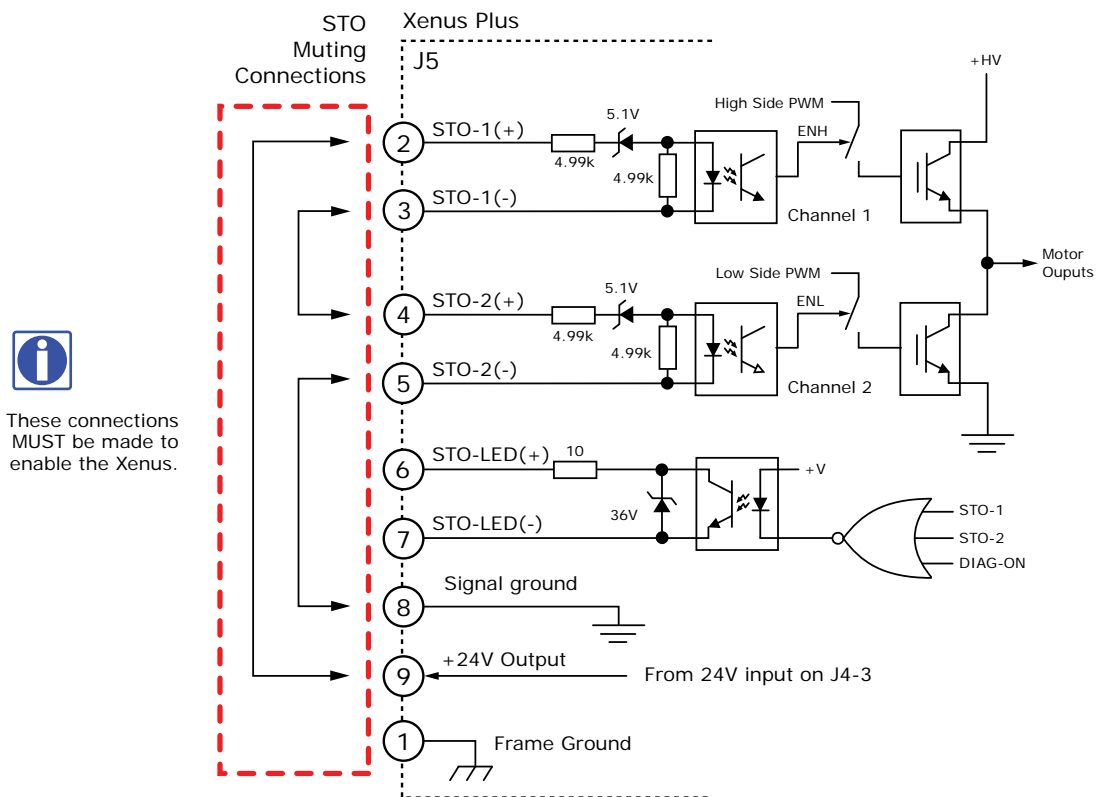 STO
Muting
Connections
Xenus Plus
J5
+HV
High Side PWM
5.1V
2
STO-1(+)
ENH
4.99k
4.99k
3
STO-1(-)
Channel 1
Motor
Ouputs
Low Side PWM
5.1V
4
STO-2(+)
ENL
4.99k
4.99k
5
STO-2(-)
Channel 2
i
These connections
MUST be made to
enable the Xenus.
6
STO-LED(+)
10
+V
36V
7
STO-LED(-)
STO-1
STO-2
DIAG-ON
8
Signal ground
9
+24V Output
From 24V input on J4-3
1
Frame Ground